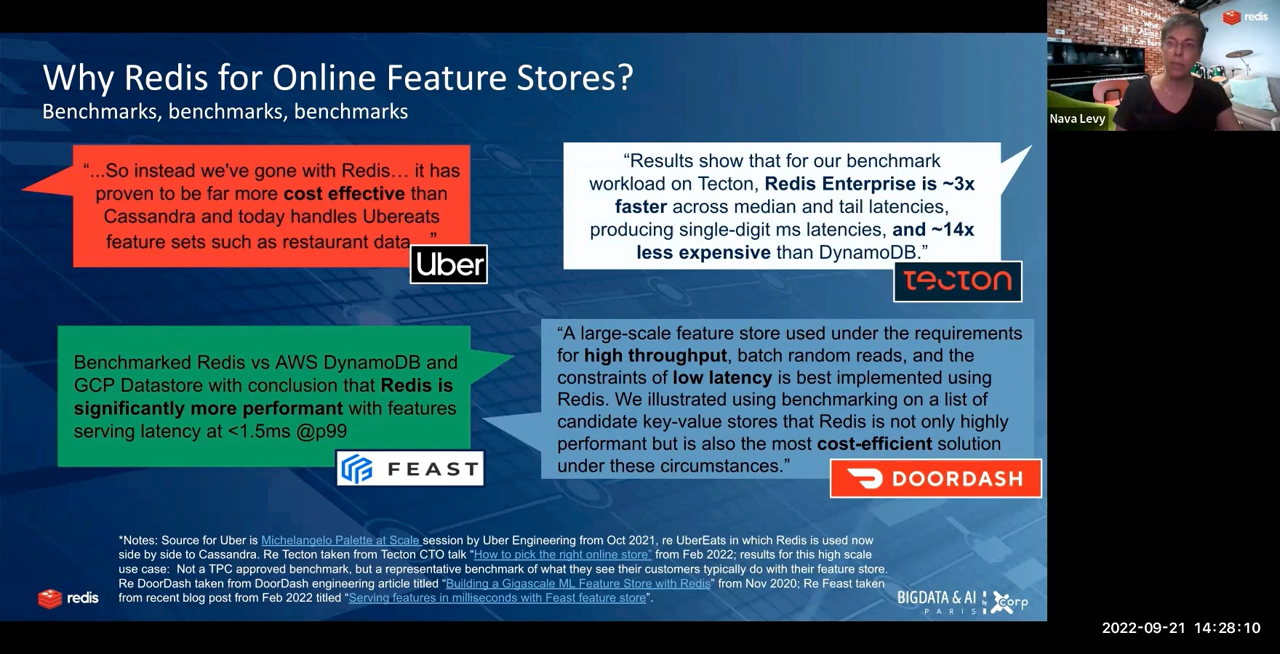 Why Redis for Online Feature Stores?
Benchmarks, benchmarks, benchmarks
“...So instead we've gone with Redis… it has
proven to be far more cost effective than
Cassandra and today handles Ubereats
feature sets such as restaurant data…”
Uber
“Results show that for our benchmark
workload on Tecton, Redis Enterprise is ~3x
faster across median and tail latencies,
producing single-digit ms latencies, and ~14x
less expensive than DynamoDB.”
tecton
Benchmarked Redis vs AWS DynamoDB and
GCP Datastore with conclusion that Redis is
significantly more performant with features
serving latency at <1.5ms @p99
FEAST
“A large-scale feature store used under the requirements
for high throughput, batch random reads, and the
constraints of low latency is best implemented using
Redis. We illustrated using benchmarking on a list of
candidate key-value stores that Redis is not only highly
performant but is also the most cost-efficient solution
under these circumstances.”
DOORDASH
*Notes: Source for Uber is Michelangelo Palette at Scale session by Uber Engineering from Oct 2021, re UberEats in which Redis is used now
side by side to Cassandra. Re Tecton taken from Tecton CTO talk “How to pick the right online store” from Feb 2022; results for this high scale
use case: Not a TPC approved benchmark, but a representative benchmark of what they see their customers typically do with their feature store.
Re DoorDash taken from DoorDash engineering article titled “Building a Gigascale ML Feature Store with Redis” from Nov 2020; Re Feast taken
from recent blog post from Feb 2022 titled “Serving features in milliseconds with Feast feature store”.
redis
BIGDATA & AI
PARIS
by
corp
redis
Nava Levy
2022-09-21 14:28:10